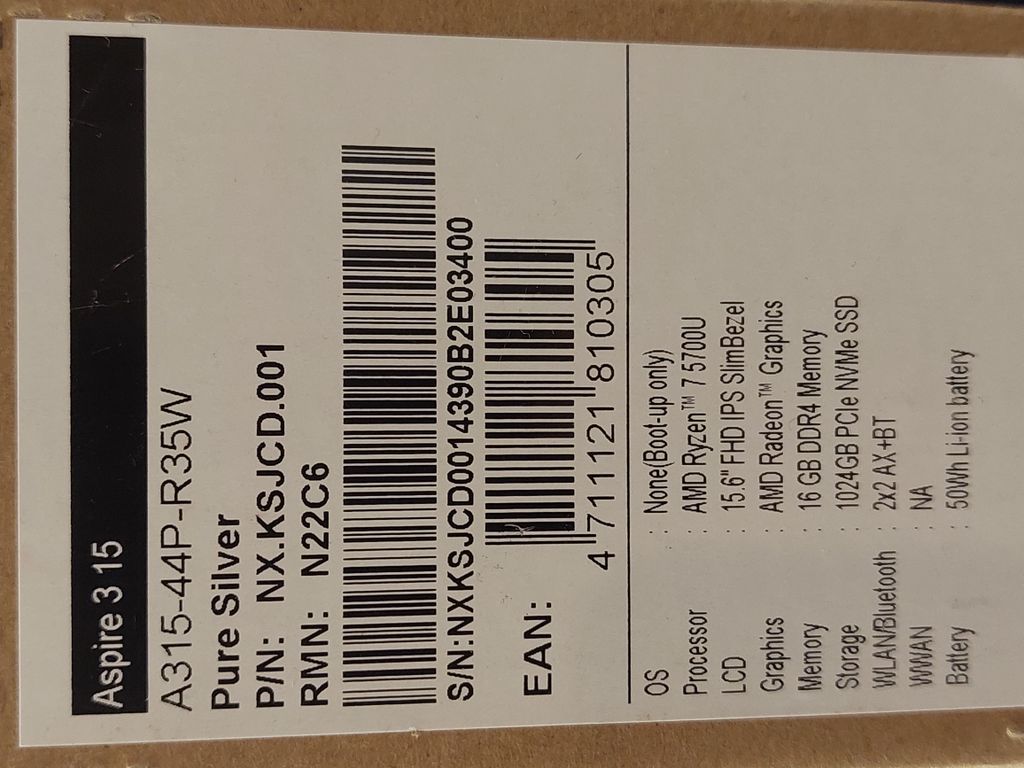 Aspire 3 15
A315-44P-R35W
Pure Silver
P/N: NX.KSJCD.001
RMN: N22C6
S/N:NXKSJCD0014390B2E03400
EAN:
4 711121 810305
OS : None(Boot-up only)
Processor : AMD Ryzen™ 7 5700U
LCD : 15.6" FHD IPS SlimBezel
Graphics : AMD Radeon™ Graphics
Memory : 16 GB DDR4 Memory
Storage : 1024GB PCIe NVMe SSD
WLAN/Bluetooth : 2x2 AX+BT
WWAN : NA
Battery : 50Wh Li-ion battery